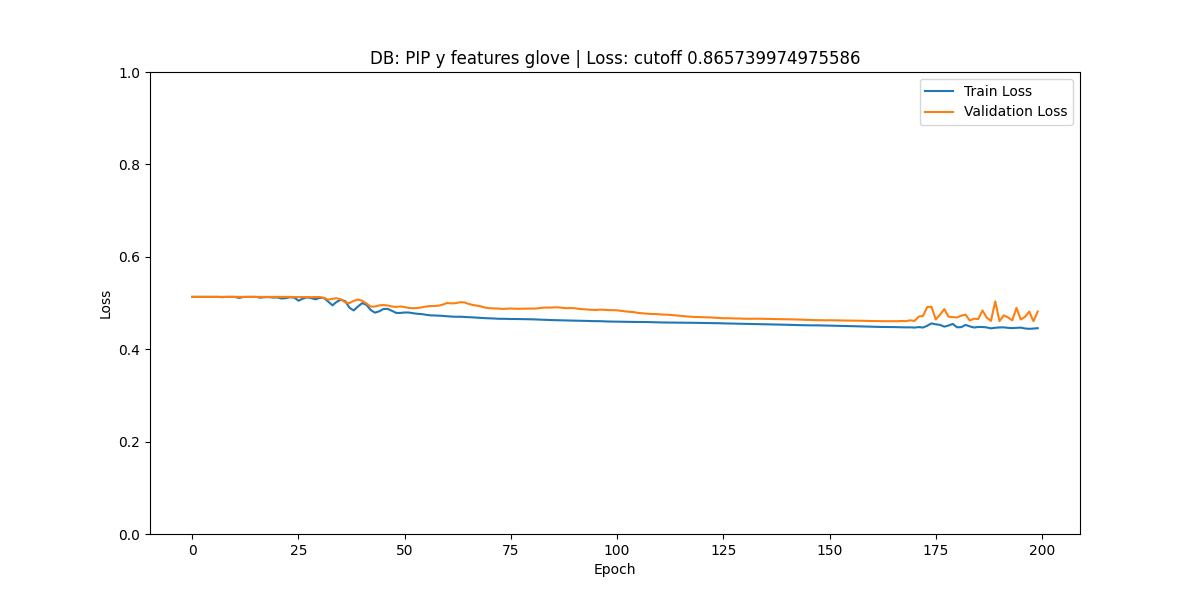 DB: PIP y features glove | Loss: cutoff 0.865739974975586
Train Loss
Validation Loss
1.0
0.8
0.6
0.4
0.2
0.0
Loss
0 25 50 75 100 125 150 175 200
Epoch